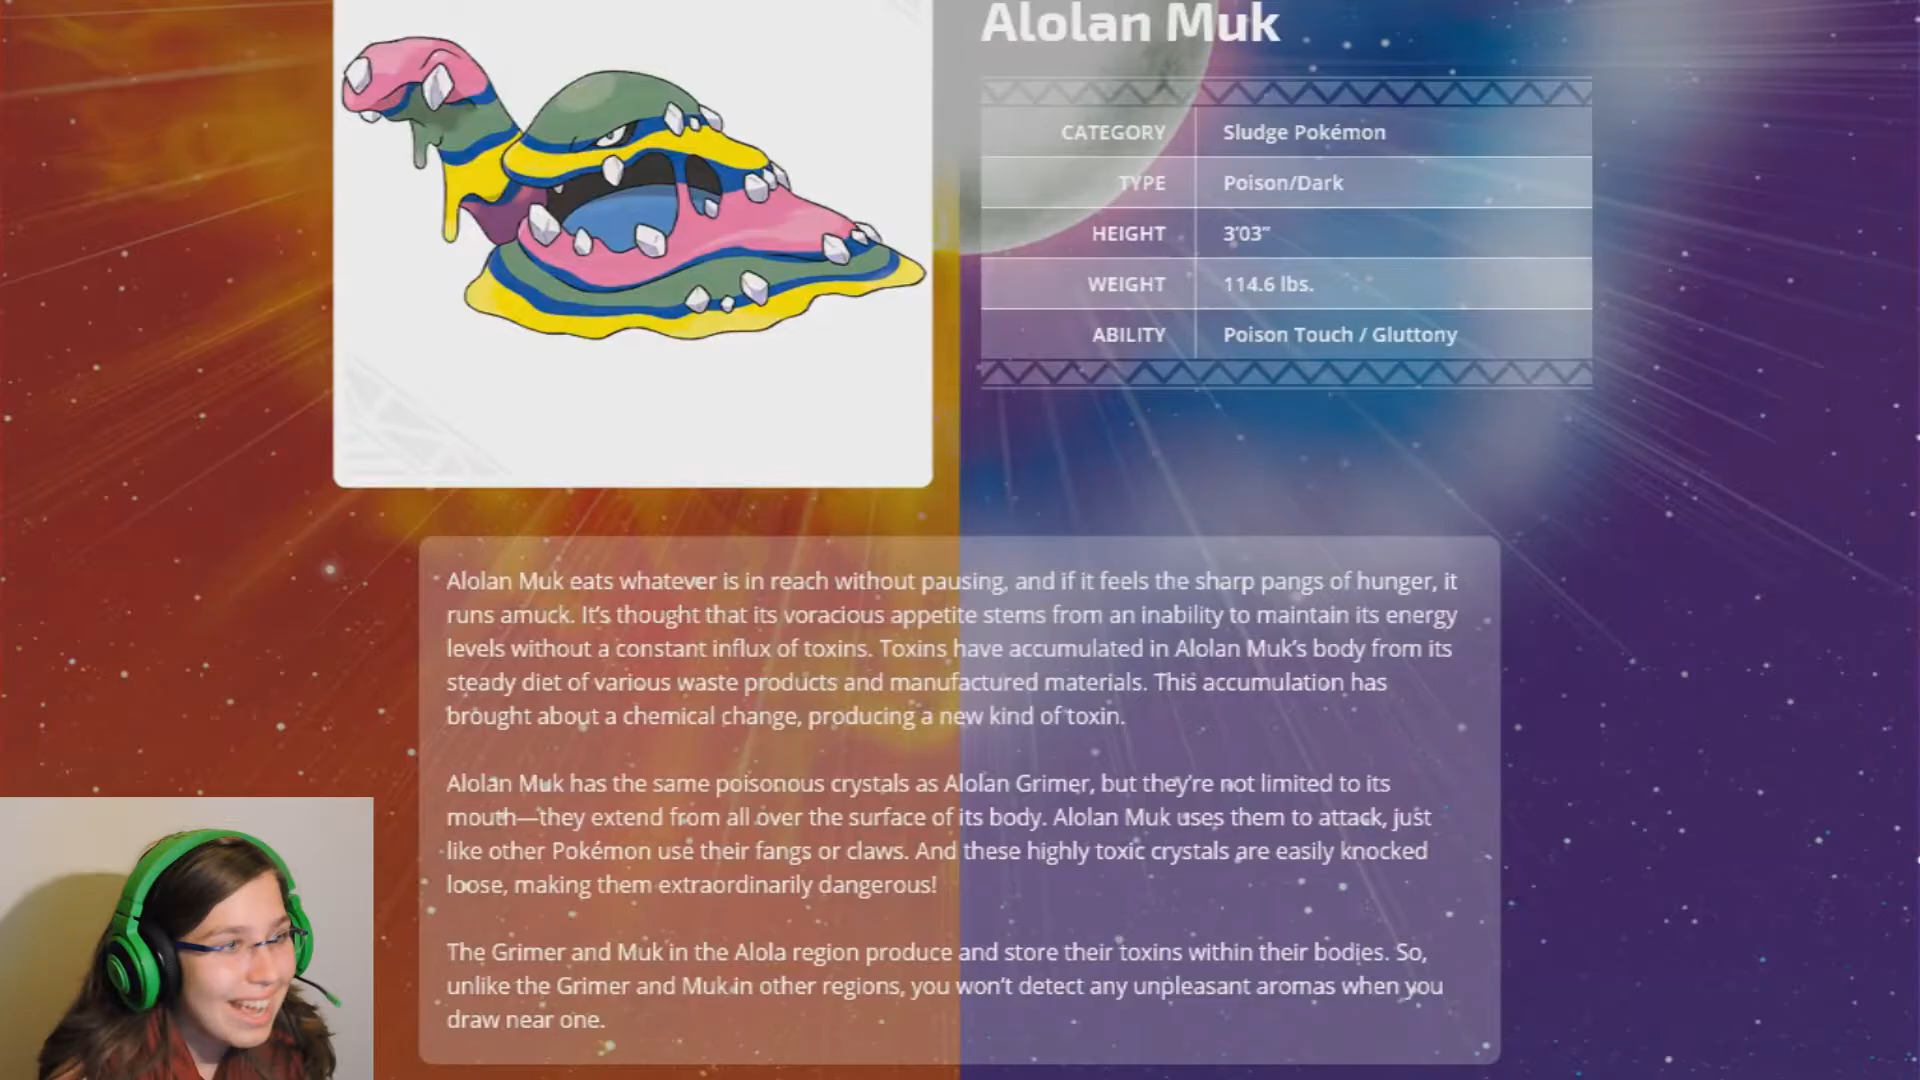 Alolan Muk
CATEGORY Sludge Pokémon
TYPE Poison/Dark
HEIGHT 3'03"
WEIGHT 114.6 lbs.
ABILITY Poison Touch / Gluttony
Alolan Muk eats whatever is in reach without pausing, and if it feels the sharp pangs of hunger, it
runs amuck. It's thought that its voracious appetite stems from an inability to maintain its energy
levels without a constant influx of toxins. Toxins have accumulated in Alolan Muk's body from its
steady diet of various waste products and manufactured materials. This accumulation has
brought about a chemical change, producing a new kind of toxin.
Alolan Muk has the same poisonous crystals as Alolan Grimer, but they're not limited to its
mouth—they extend from all over the surface of its body. Alolan Muk uses them to attack, just
like other Pokémon use their fangs or claws. And these highly toxic crystals are easily knocked
loose, making them extraordinarily dangerous!
The Grimer and Muk in the Alola region produce and store their toxins within their bodies. So,
unlike the Grimer and Muk in other regions, you won't detect any unpleasant aromas when you
draw near one.